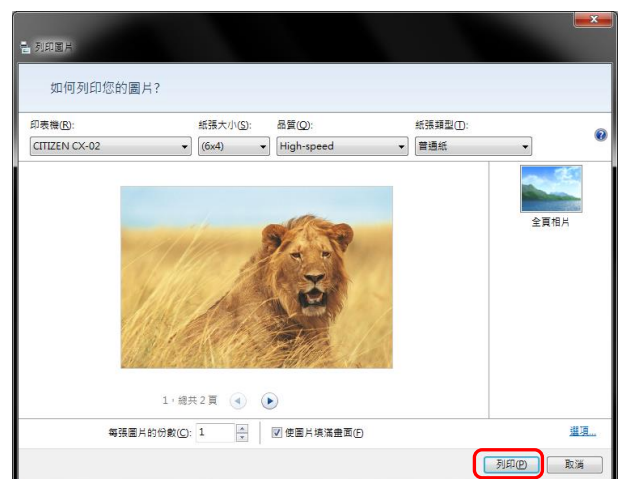 列印圖片
如何列印您的圖片?
印表機(R): 紙張大小(S): 品質(Q): 紙張類型(T):
CITIZEN CX-02 (6x4) High-speed 普通紙
全頁相片
1，總共 2 頁
每張圖片的份數(C): 1 使圖片填滿畫面(F) 選項...
列印(P) 取消